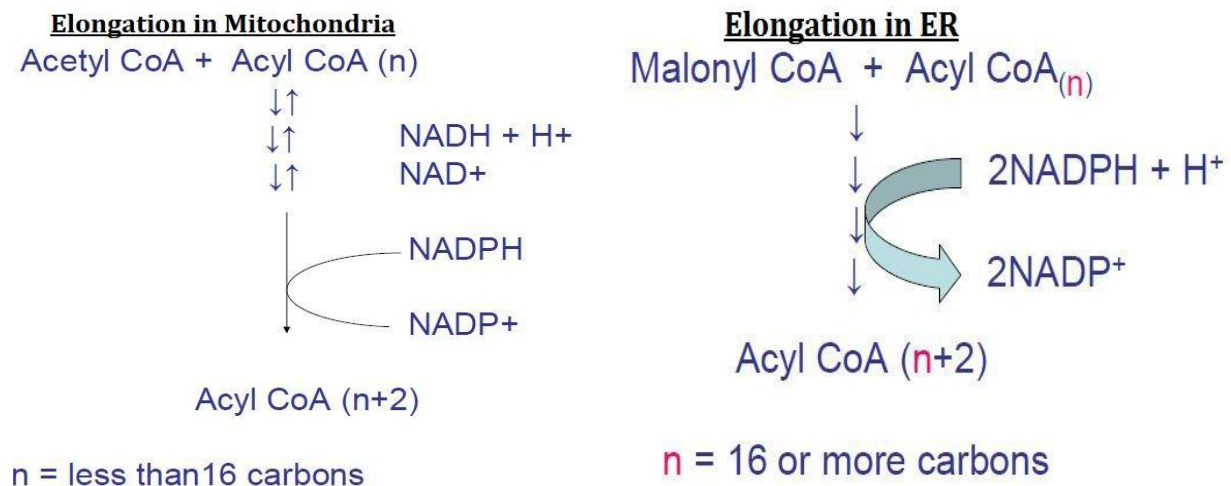 Elongation in Mitochondria
Acetyl CoA + Acyl CoA (n)
↓↑
↓↑ NADH + H+
↓↑ NAD+
NADPH
NADP+
Acyl CoA (n+2)
n = less than16 carbons
Elongation in ER
Malonyl CoA + Acyl CoA(n)
↓
↓ 2NADPH + H⁺
↓
↓ 2NADP⁺
Acyl CoA (n+2)
n = 16 or more carbons